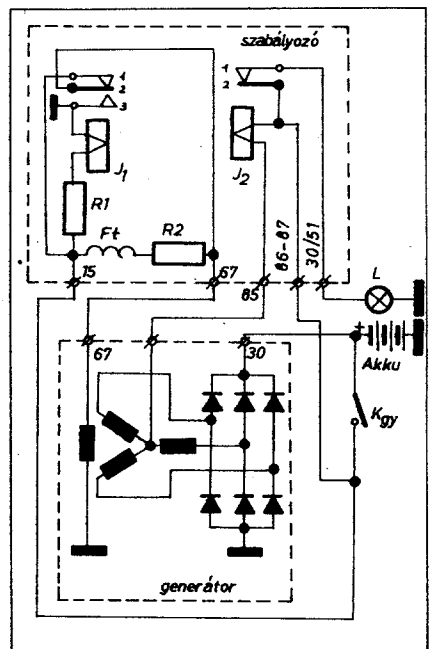 szabályozó
1
2
3
1
2
J1
J2
R1
Ft
R2
86-87
30/51
15
67
85
L
67
30
+
Akku
Kgy
generátor